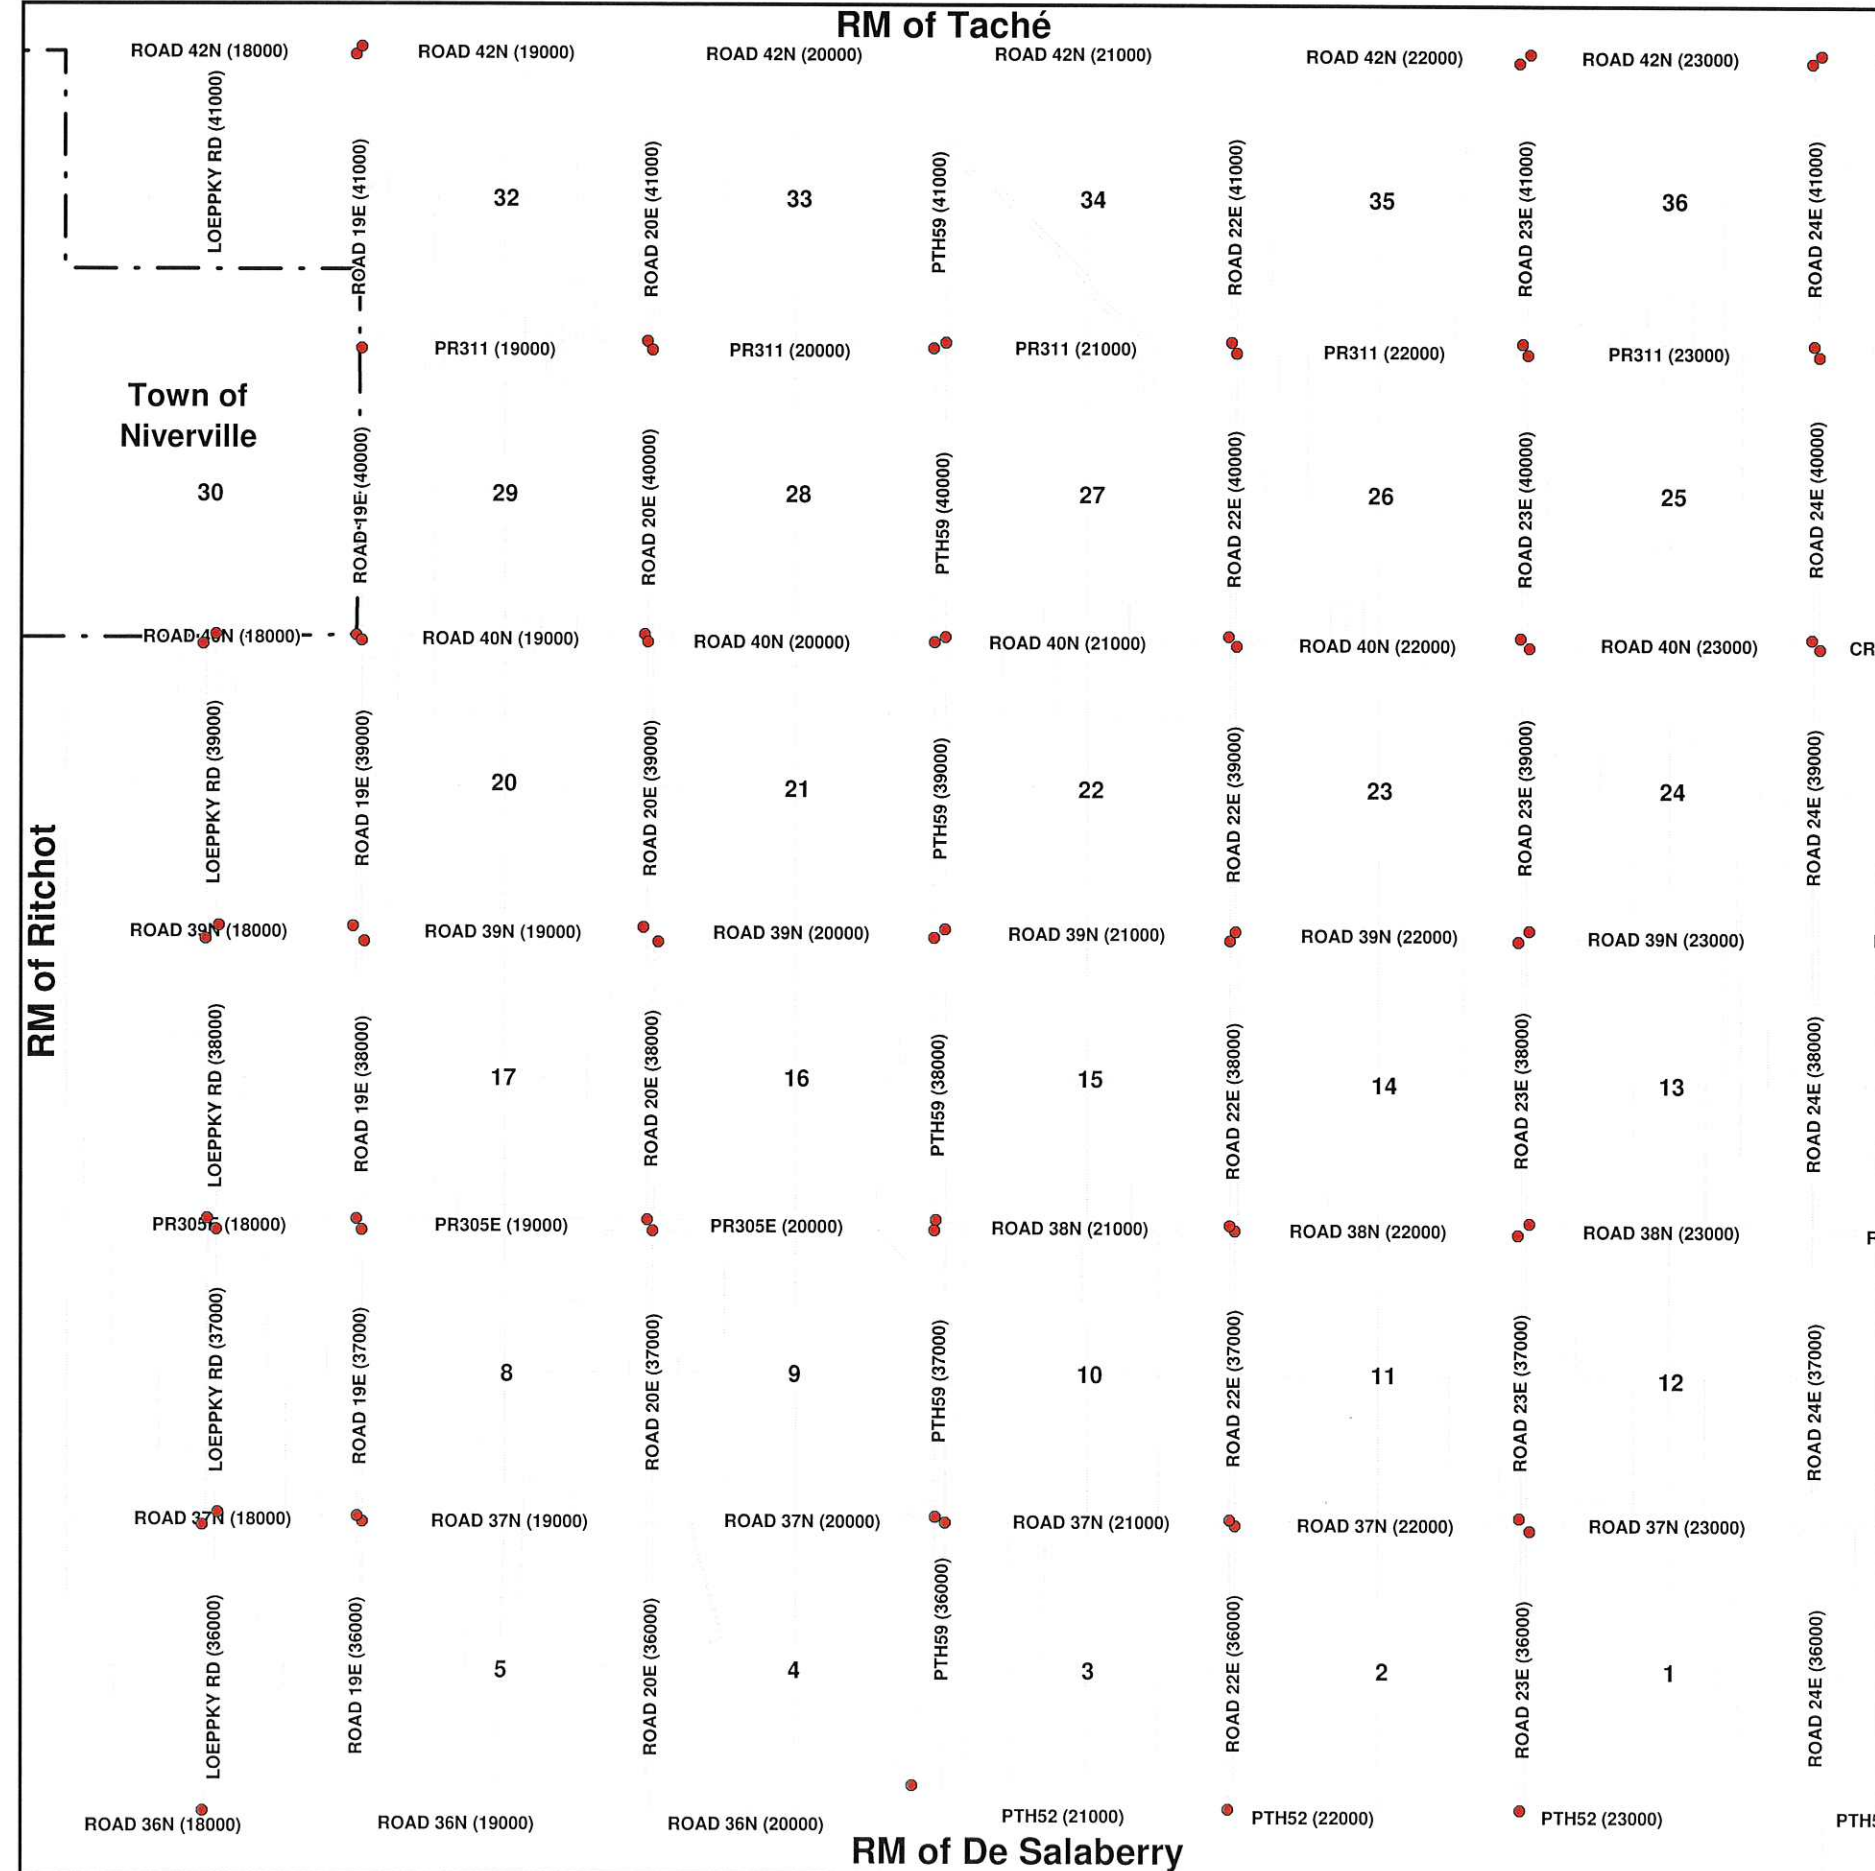 RM of Taché
ROAD 42N (18000)
ROAD 42N (19000)
ROAD 42N (20000)
ROAD 42N (21000)
ROAD 42N (22000)
ROAD 42N (23000)
LOEPPKY RD (41000)
ROAD 19E (41000)
32
ROAD 20E (41000)
33
PTH59 (41000)
34
ROAD 22E (41000)
35
ROAD 23E (41000)
36
ROAD 24E (41000)
PR311 (19000)
PR311 (20000)
PR311 (21000)
PR311 (22000)
PR311 (23000)
Town of
Niverville
30
ROAD 19E (40000)
29
ROAD 20E (40000)
28
PTH59 (40000)
27
ROAD 22E (40000)
26
ROAD 23E (40000)
25
ROAD 24E (40000)
ROAD 40N (18000)
ROAD 40N (19000)
ROAD 40N (20000)
ROAD 40N (21000)
ROAD 40N (22000)
ROAD 40N (23000)
CR
RM of Ritchot
LOEPPKY RD (39000)
ROAD 19E (39000)
20
ROAD 20E (39000)
21
PTH59 (39000)
22
ROAD 22E (39000)
23
ROAD 23E (39000)
24
ROAD 24E (39000)
ROAD 39N (18000)
ROAD 39N (19000)
ROAD 39N (20000)
ROAD 39N (21000)
ROAD 39N (22000)
ROAD 39N (23000)
LOEPPKY RD (38000)
ROAD 19E (38000)
17
ROAD 20E (38000)
16
PTH59 (38000)
15
ROAD 22E (38000)
14
ROAD 23E (38000)
13
ROAD 24E (38000)
PR305E (18000)
PR305E (19000)
PR305E (20000)
ROAD 38N (21000)
ROAD 38N (22000)
ROAD 38N (23000)
LOEPPKY RD (37000)
ROAD 19E (37000)
8
ROAD 20E (37000)
9
PTH59 (37000)
10
ROAD 22E (37000)
11
ROAD 23E (37000)
12
ROAD 24E (37000)
ROAD 37N (18000)
ROAD 37N (19000)
ROAD 37N (20000)
ROAD 37N (21000)
ROAD 37N (22000)
ROAD 37N (23000)
LOEPPKY RD (36000)
ROAD 19E (36000)
5
ROAD 20E (36000)
4
PTH59 (36000)
3
ROAD 22E (36000)
2
ROAD 23E (36000)
1
ROAD 24E (36000)
ROAD 36N (18000)
ROAD 36N (19000)
ROAD 36N (20000)
PTH52 (21000)
PTH52 (22000)
PTH52 (23000)
RM of De Salaberry